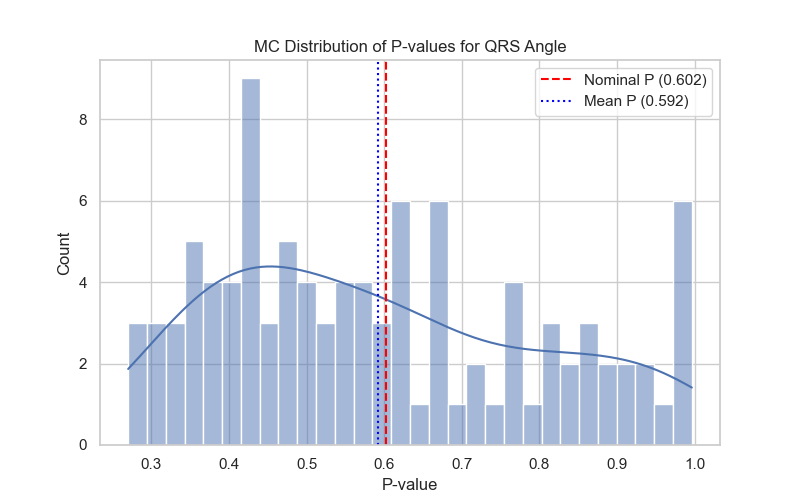 MC Distribution of P-values for QRS Angle
Nominal P (0.602)
Mean P (0.592)
Count
8
6
4
2
0
0.3 0.4 0.5 0.6 0.7 0.8 0.9 1.0
P-value